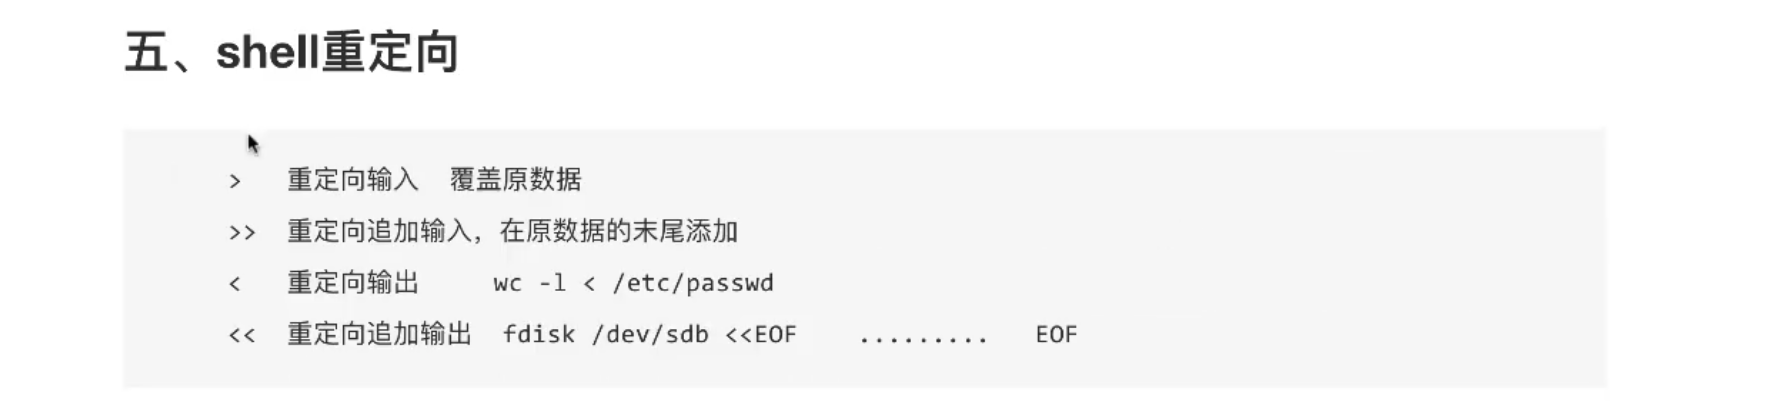 五、shell重定向
> 重定向输入 覆盖原数据
>> 重定向追加输入，在原数据的末尾添加
< 重定向输出 wc -l < /etc/passwd
<< 重定向追加输出 fdisk /dev/sdb <<EOF ......... EOF